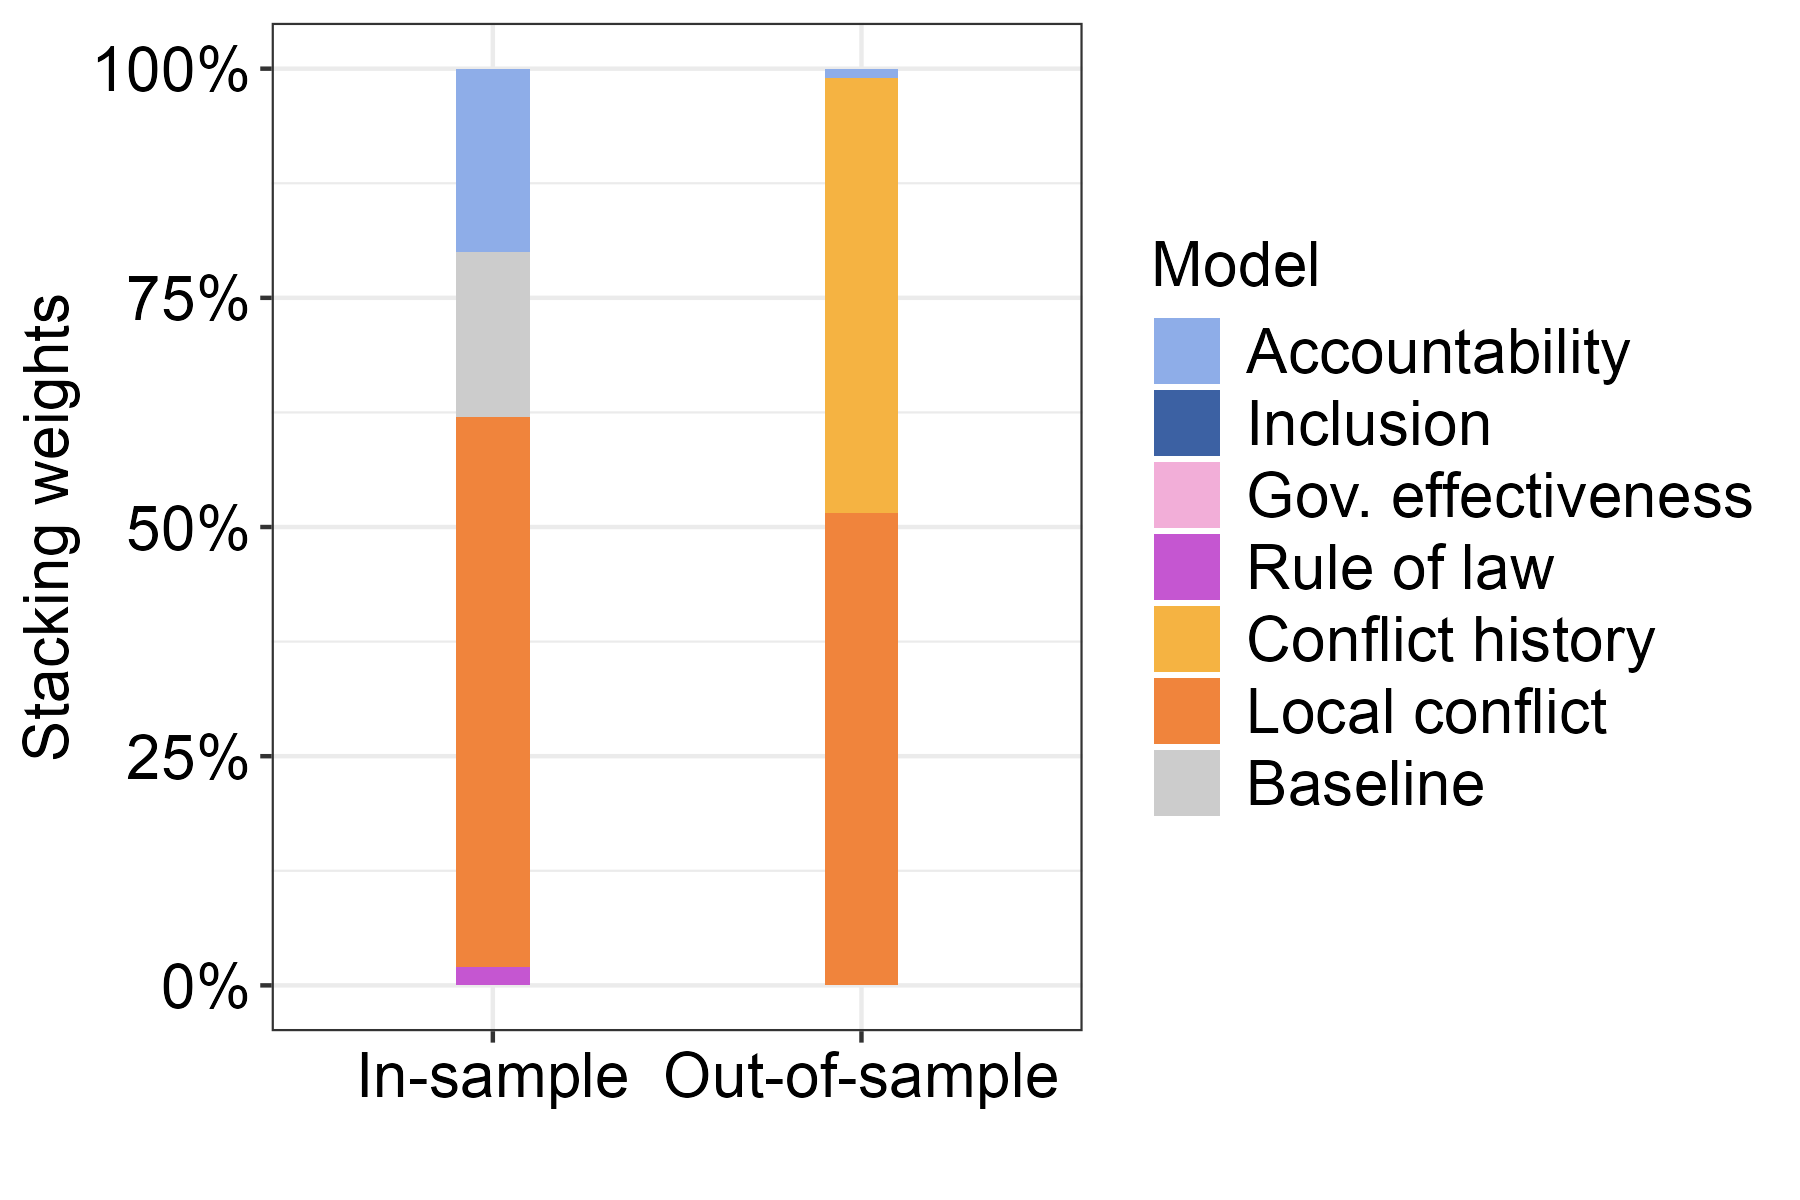 Stacking weights
100%
75%
50%
25%
0%
In-sample
Out-of-sample
Model
Accountability
Inclusion
Gov. effectiveness
Rule of law
Conflict history
Local conflict
Baseline